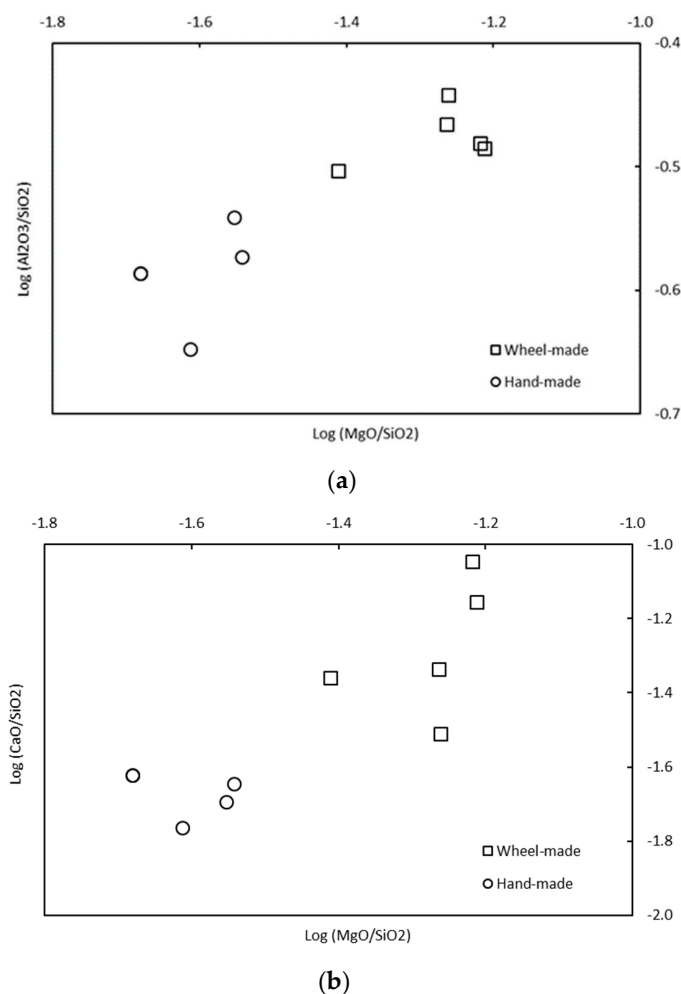 -1.8 -1.6 -1.4 -1.2 -1.0
-0.4
-0.5
-0.6
-0.7
Log (Al2O3/SiO2)
Wheel-made
Hand-made
Log (MgO/SiO2)
(a)
-1.8 -1.6 -1.4 -1.2 -1.0
-1.0
-1.2
-1.4
-1.6
-1.8
-2.0
Log (CaO/SiO2)
Wheel-made
Hand-made
Log (MgO/SiO2)
(b)